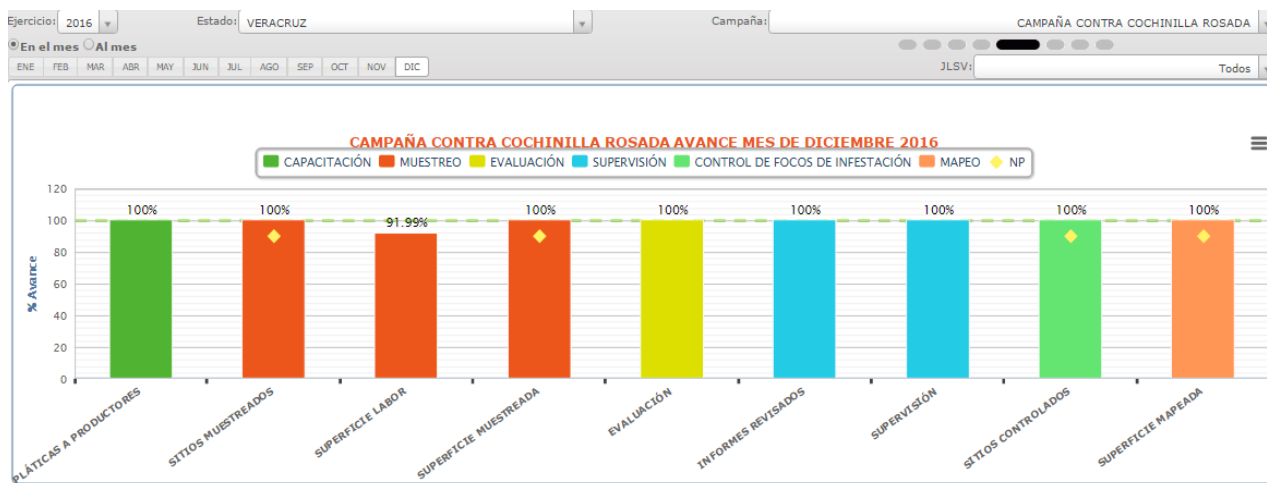 Ejercicio: 2016 Estado: VERACRUZ Campaña: CAMPAÑA CONTRA COCHINILLA ROSADA
En el mes Al mes
ENE FEB MAR ABR MAY JUN JUL AGO SEP OCT NOV DIC JLSV: Todos
CAMPAÑA CONTRA COCHINILLA ROSADA AVANCE MES DE DICIEMBRE 2016
CAPACITACIÓN MUESTREO EVALUACIÓN SUPERVISIÓN CONTROL DE FOCOS DE INFESTACIÓN MAPEO NP
% Avance
120
100
80
60
40
20
0
100% 100% 91.99% 100% 100% 100% 100% 100% 100%
PLÁTICAS A PRODUCTORES
SITIOS MUESTREADOS
SUPERFICIE LABOR
SUPERFICIE MUESTREADA
EVALUACIÓN
INFORMES REVISADOS
SUPERVISIÓN
SITIOS CONTROLADOS
SUPERFICIE MAPEADA